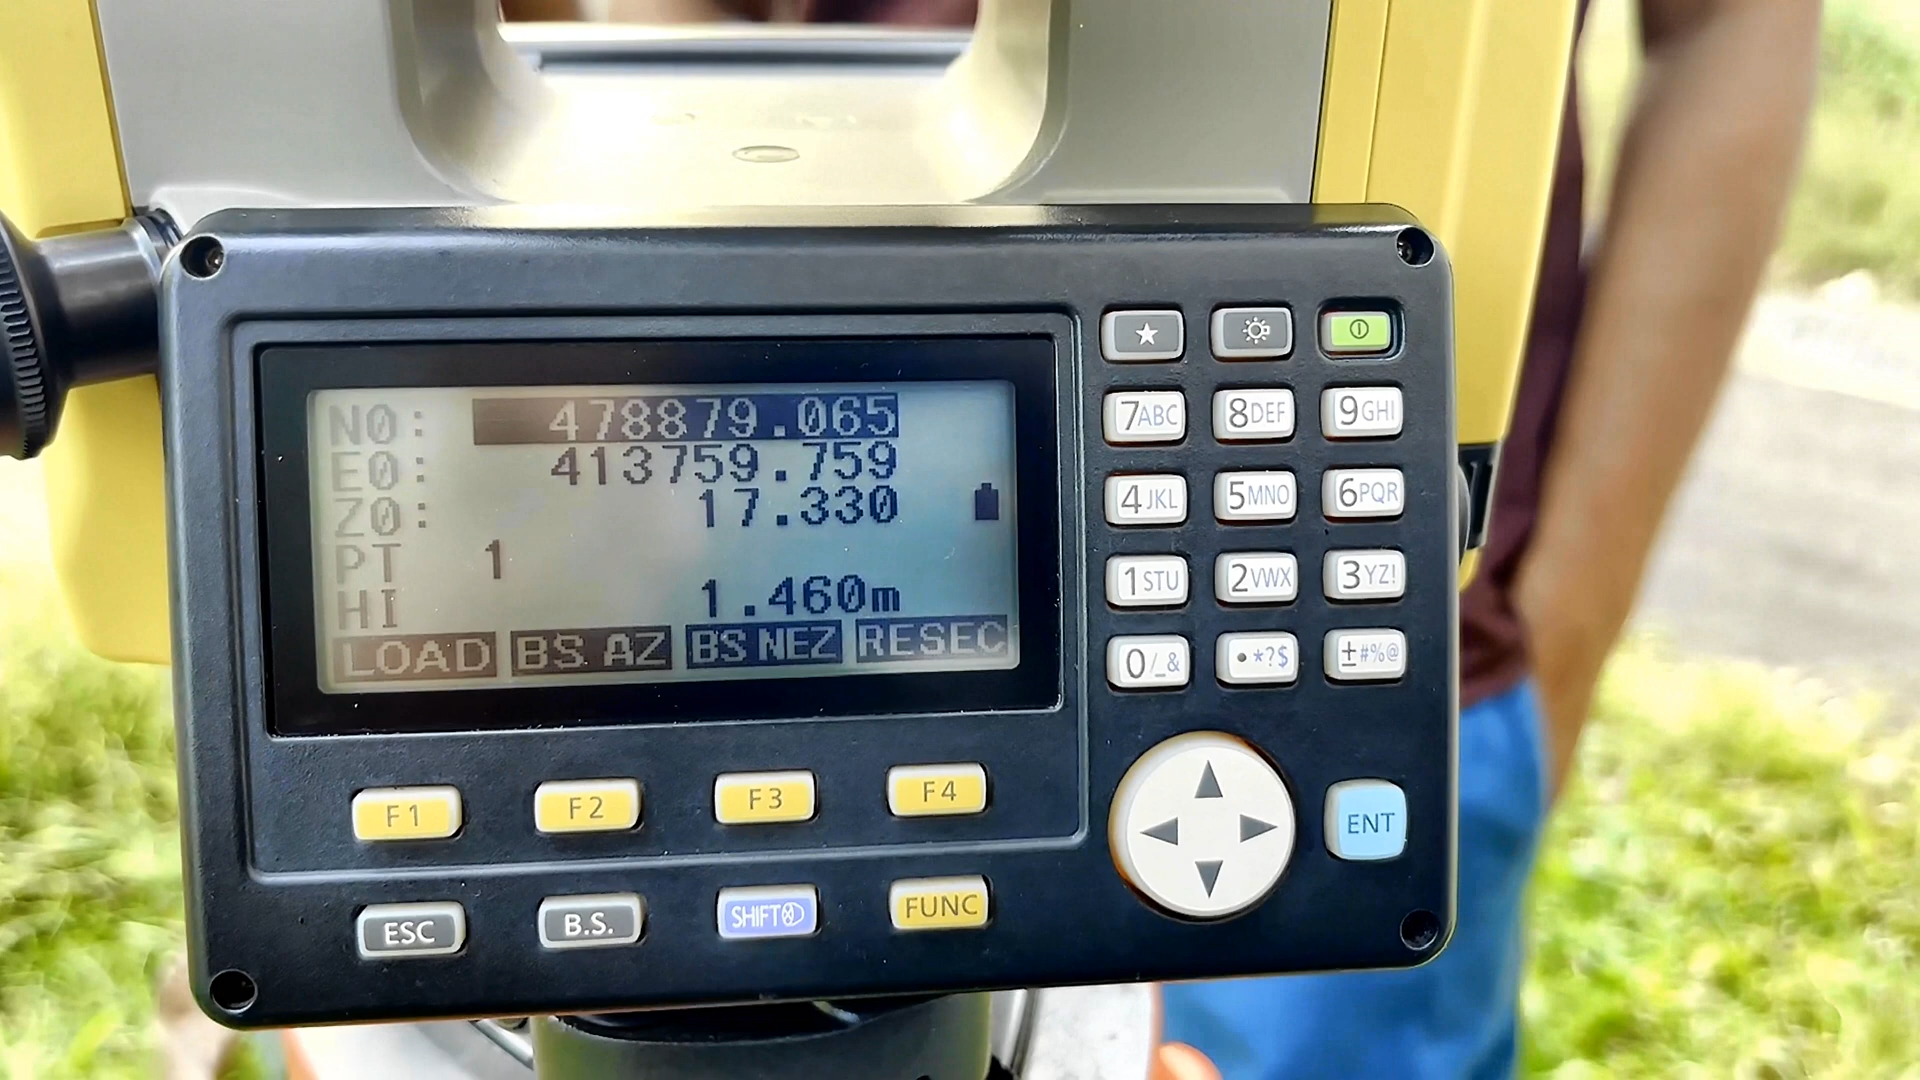 N0: 478879.065
E0: 413759.759
Z0: 17.330
PT 1
HI 1.460m
LOAD BS AZ BS NEZ RESEC
★
7ABC 8DEF 9GHI
4JKL 5MNO 6PQR
1STU 2VWX 3YZ!
0/_& •*?$ ±#%@
F1 F2 F3 F4
ENT
ESC B.S. SHIFT FUNC